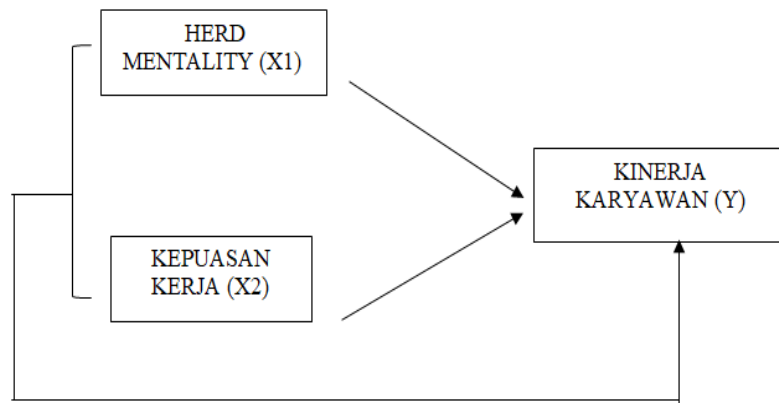 HERD
MENTALITY (X1)
KINERJA
KARYAWAN (Y)
KEPUASAN
KERJA (X2)